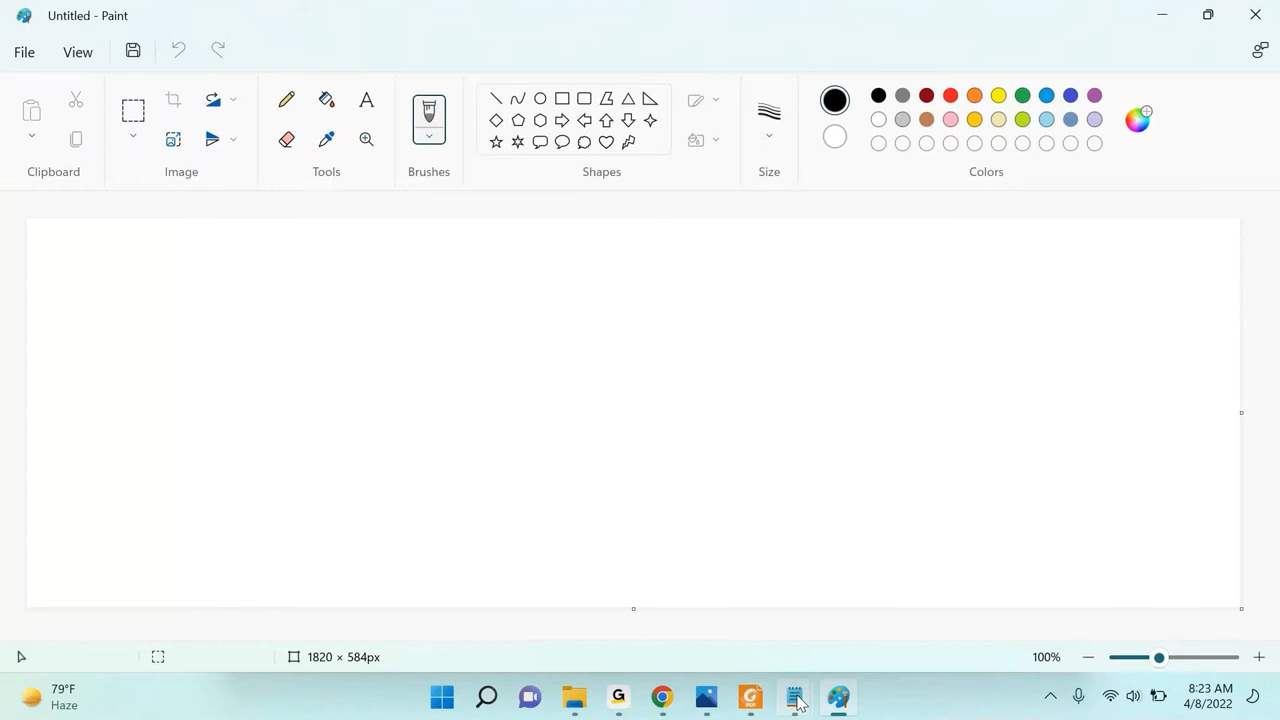 Untitled - Paint
File View
Clipboard Image Tools Brushes Shapes Size Colors
1820 × 584px 100%
79°F
Haze
G
PDF
8:23 AM
4/8/2022